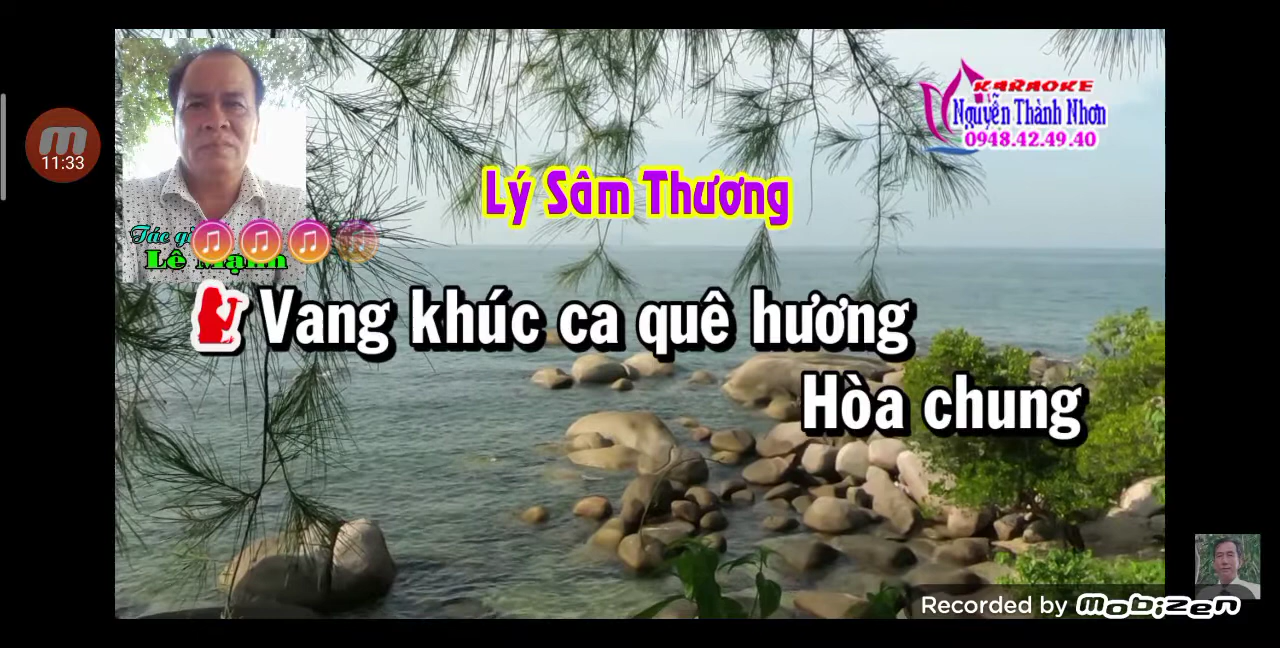 11:33
KARAOKE
Nguyễn Thành Nhơn
0948.42.49.40
Lý Sâm Thương
Tác
Lê Mạnh
Vang khúc ca quê hương
Hòa chung
Recorded by mobizen